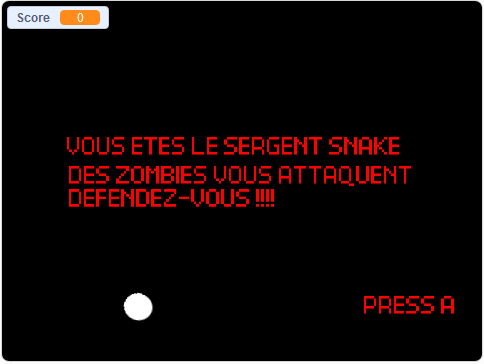 Score 0
VOUS ETES LE SERGENT SNAKE
DES ZOMBIES VOUS ATTAQUENT
DEFENDEZ-VOUS !!!!
PRESS A